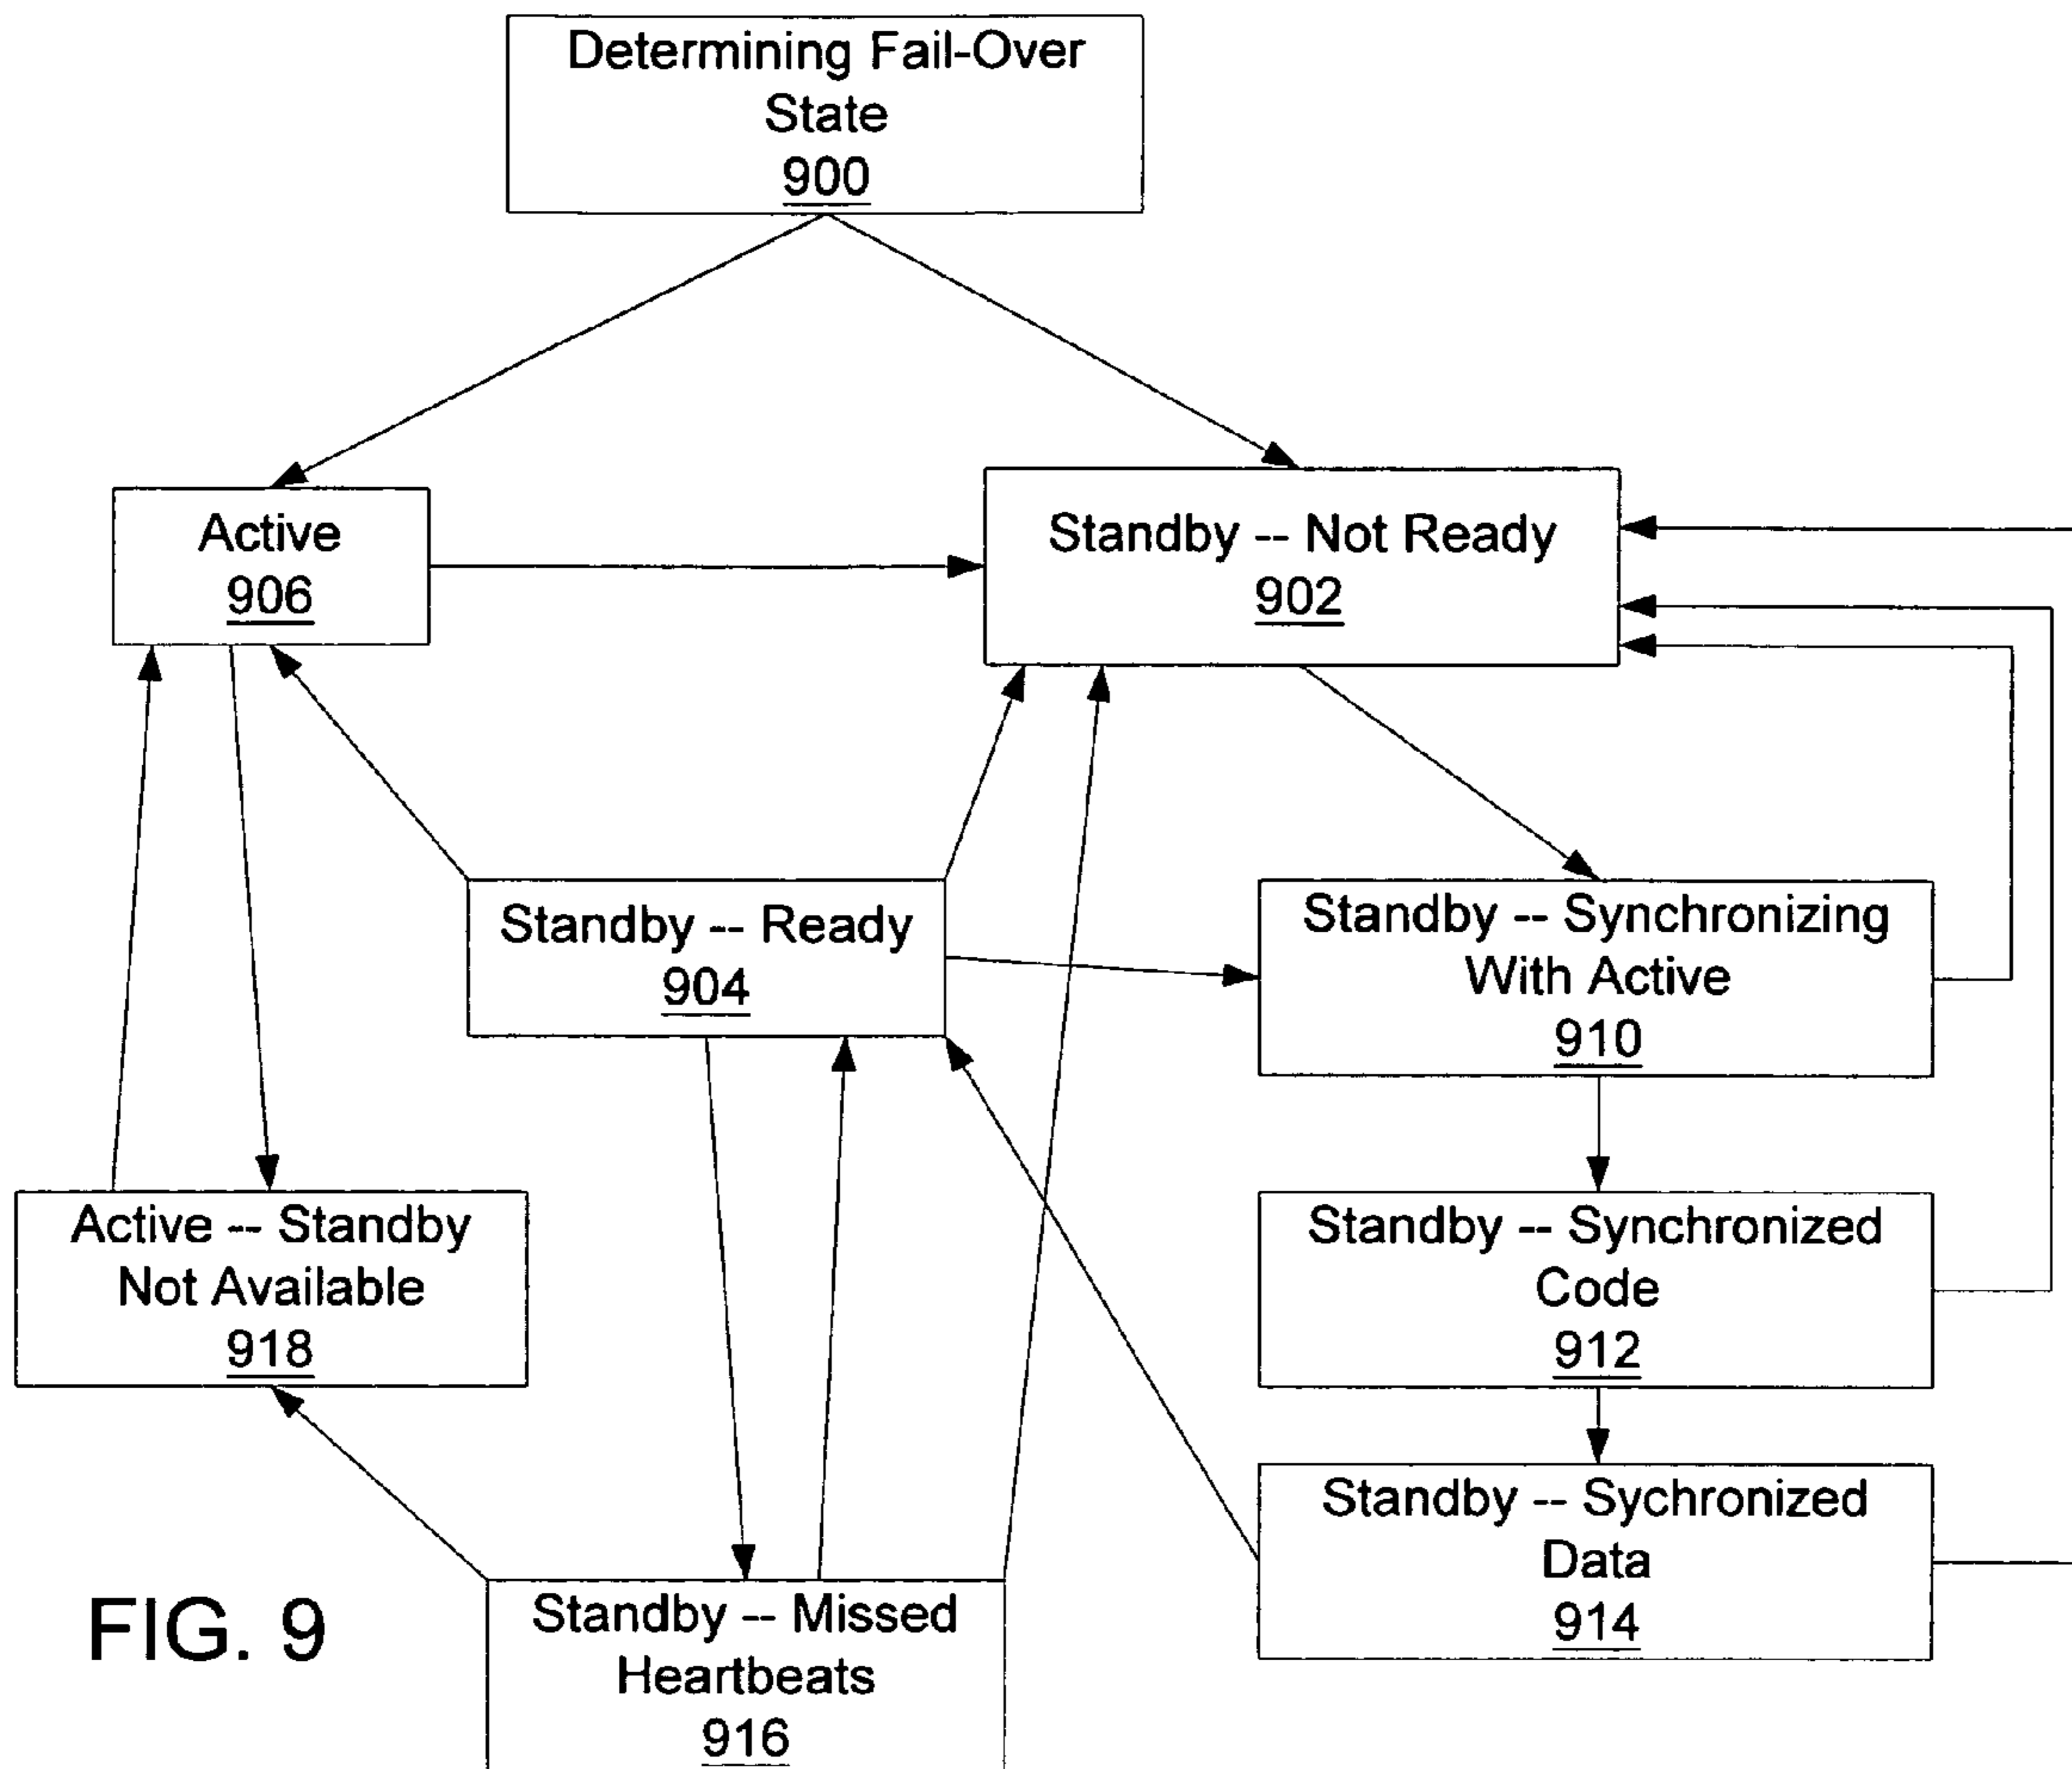 Determining Fail-Over
State
900
Active
906
Standby -- Not Ready
902
Standby -- Ready
904
Standby -- Synchronizing
With Active
910
Active -- Standby
Not Available
918
Standby -- Synchronized
Code
912
Standby -- Sychronized
Data
914
Standby -- Missed
Heartbeats
916
FIG. 9